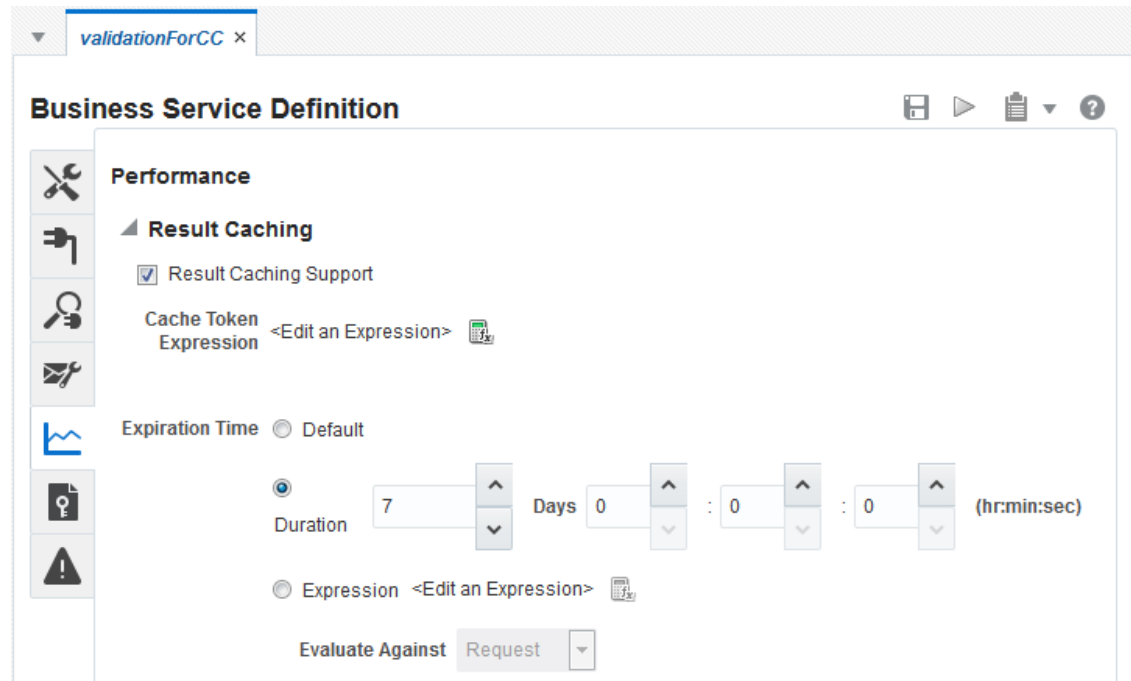 validationForCC ×
Business Service Definition
Performance
Result Caching
Result Caching Support
Cache Token
Expression
<Edit an Expression>
Expiration Time
Default
Duration
7 Days 0 : 0 : 0 (hr:min:sec)
Expression <Edit an Expression>
Evaluate Against Request